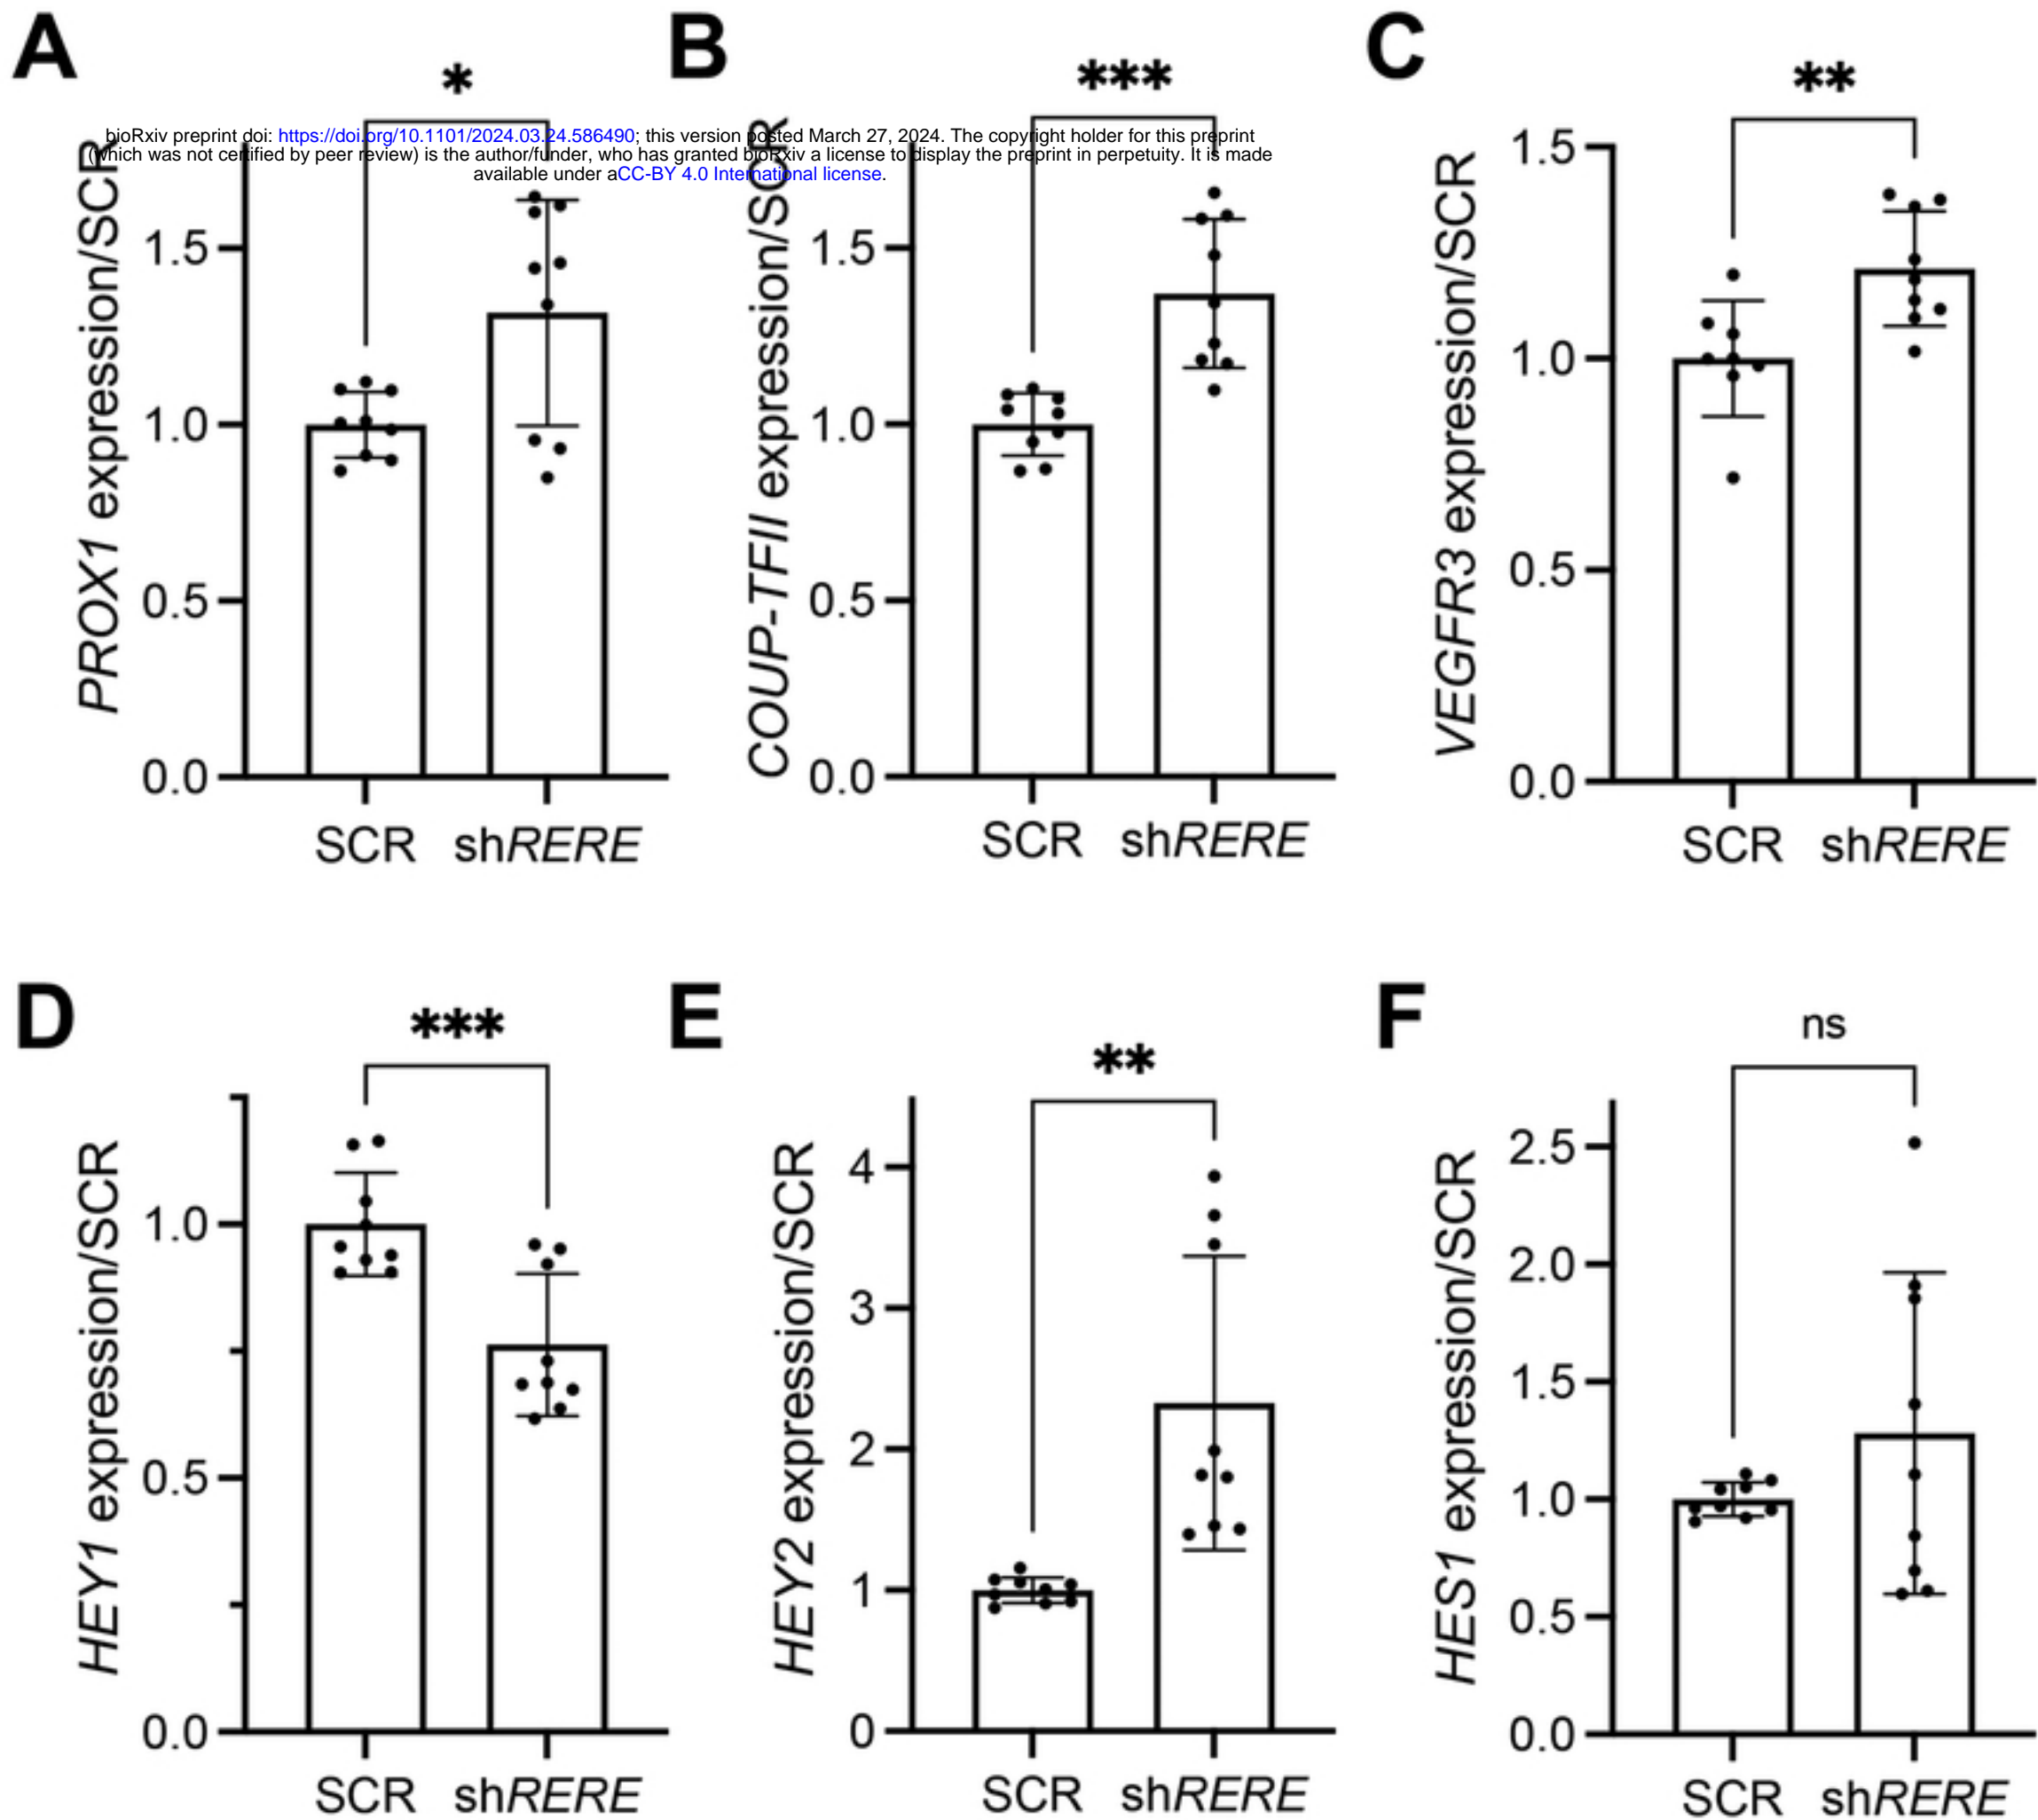 A
B
C
*
***
**
bioRxiv preprint doi: https://doi.org/10.1101/2024.03.24.586490; this version posted March 27, 2024. The copyright holder for this preprint
(which was not certified by peer review) is the author/funder, who has granted bioRxiv a license to display the preprint in perpetuity. It is made
available under aCC-BY 4.0 International license.
PROX1 expression/SCR
1.5
1.0
0.5
0.0
SCR shRERE
COUP-TFII expression/SCR
1.5
1.0
0.5
0.0
SCR shRERE
VEGFR3 expression/SCR
1.5
1.0
0.5
0.0
SCR shRERE
D
E
F
***
**
ns
HEY1 expression/SCR
1.0
0.5
0.0
SCR shRERE
HEY2 expression/SCR
4
3
2
1
0
SCR shRERE
HES1 expression/SCR
2.5
2.0
1.5
1.0
0.5
0.0
SCR shRERE